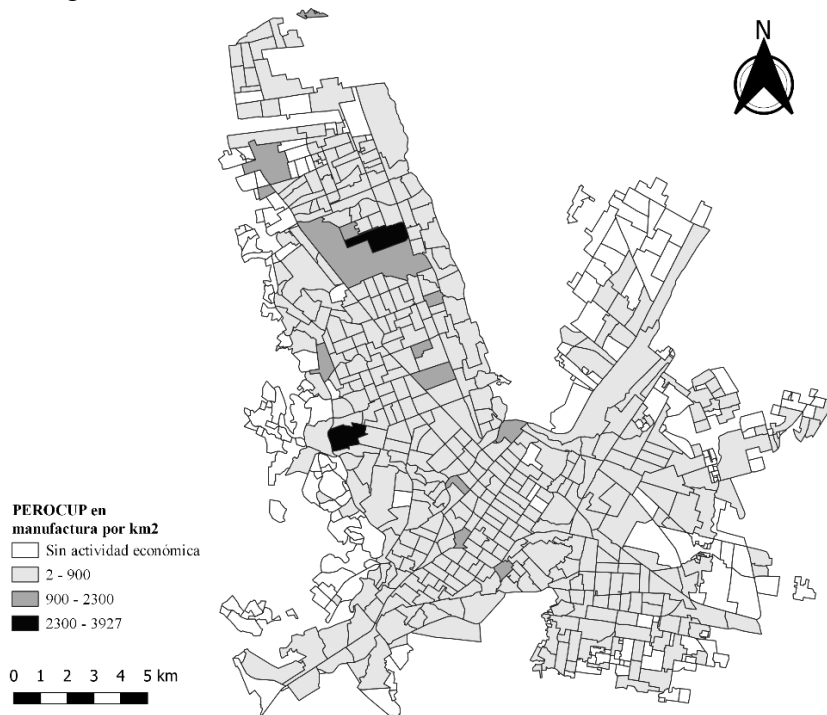 N
PEROCUP en
manufactura por km2
Sin actividad económica
2 - 900
900 - 2300
2300 - 3927
0 1 2 3 4 5 km